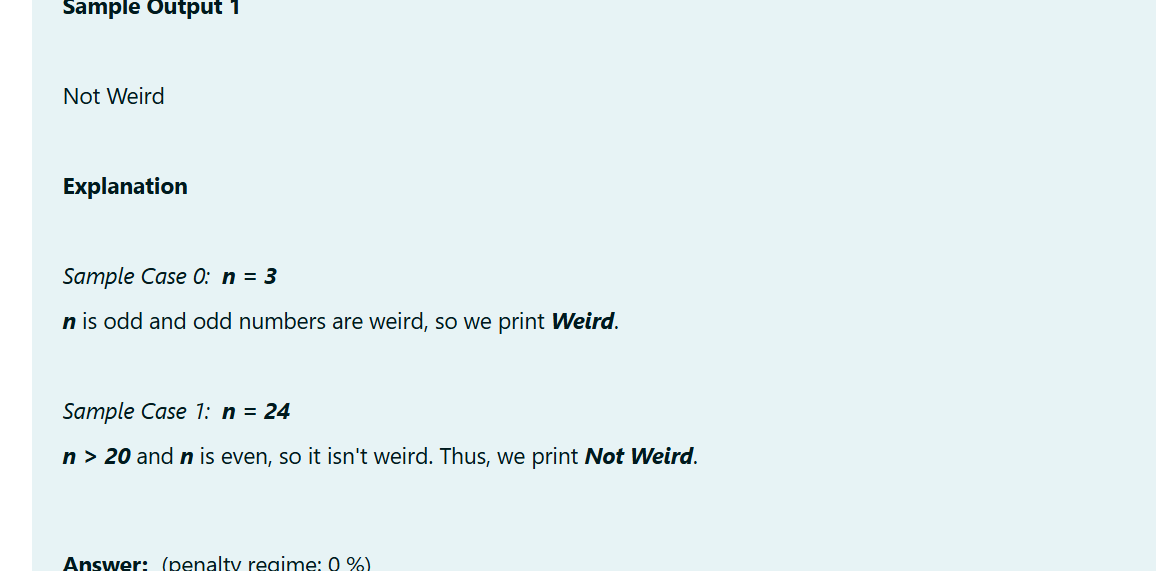 Sample Output 1
Not Weird
Explanation
Sample Case 0: n = 3
n is odd and odd numbers are weird, so we print Weird.
Sample Case 1: n = 24
n > 20 and n is even, so it isn't weird. Thus, we print Not Weird.
Answer: (penalty regime: 0 %)